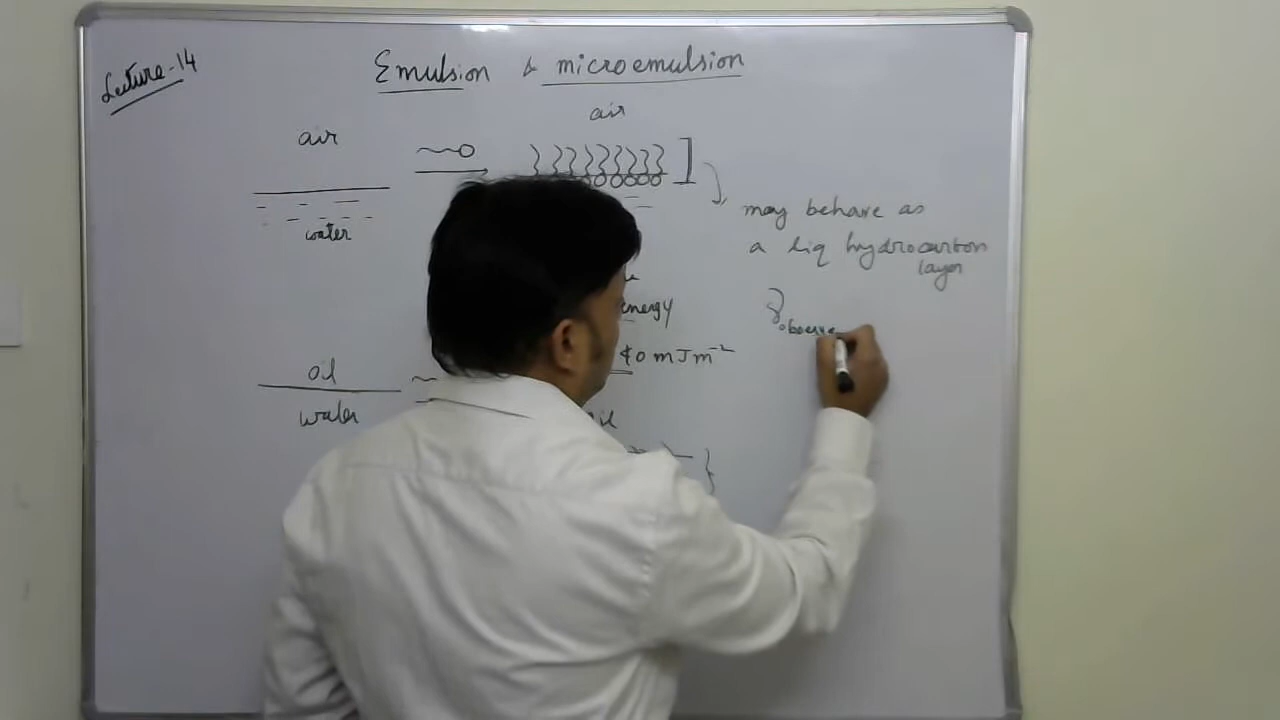 Lecture-14
Emulsion & microemulsion
air
air
water
may behave as
a liq hydrocarbon
layer
energy
γobserve
40 mJm⁻²
oil
water